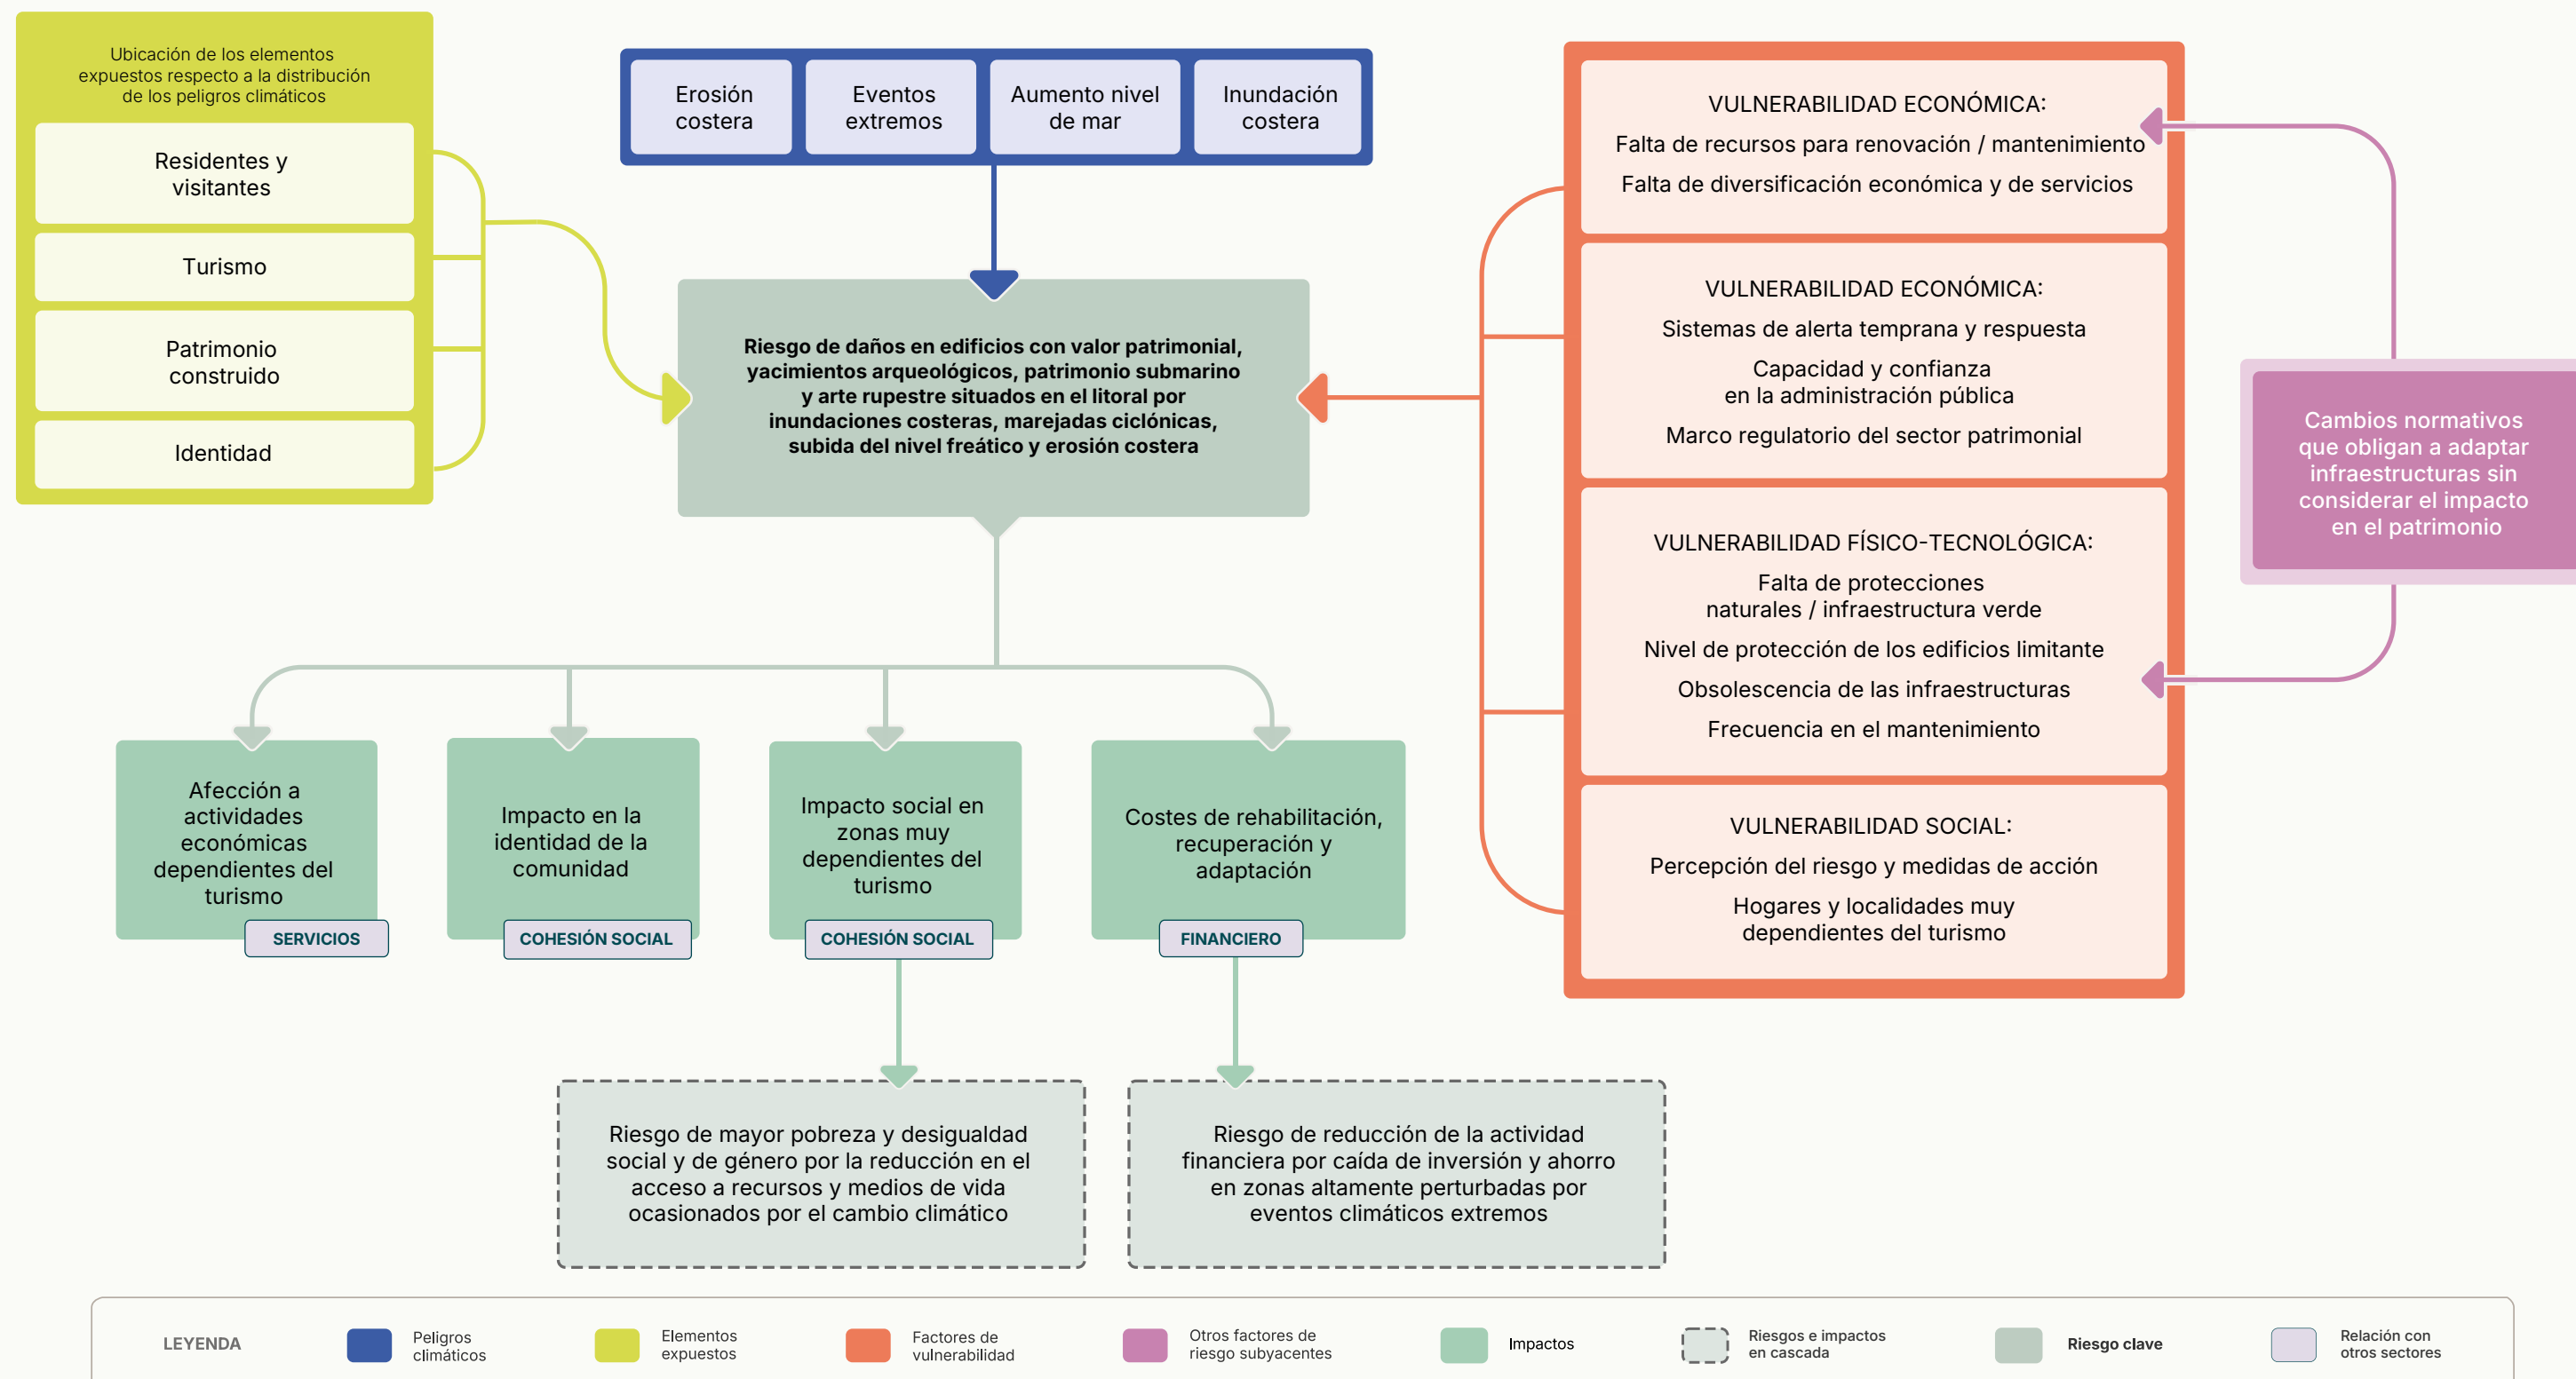 Ubicación de los elementos
expuestos respecto a la distribución
de los peligros climáticos
Residentes y
visitantes
Turismo
Patrimonio
construido
Identidad
Erosión
costera
Eventos
extremos
Aumento nivel
de mar
Inundación
costera
Riesgo de daños en edificios con valor patrimonial,
yacimientos arqueológicos, patrimonio submarino
y arte rupestre situados en el litoral por
inundaciones costeras, marejadas ciclónicas,
subida del nivel freático y erosión costera
VULNERABILIDAD ECONÓMICA:
Falta de recursos para renovación / mantenimiento
Falta de diversificación económica y de servicios
VULNERABILIDAD ECONÓMICA:
Sistemas de alerta temprana y respuesta
Capacidad y confianza
en la administración pública
Marco regulatorio del sector patrimonial
VULNERABILIDAD FÍSICO-TECNOLÓGICA:
Falta de protecciones
naturales / infraestructura verde
Nivel de protección de los edificios limitante
Obsolescencia de las infraestructuras
Frecuencia en el mantenimiento
VULNERABILIDAD SOCIAL:
Percepción del riesgo y medidas de acción
Hogares y localidades muy
dependientes del turismo
Cambios normativos
que obligan a adaptar
infraestructuras sin
considerar el impacto
en el patrimonio
Afección a
actividades
económicas
dependientes del
turismo
SERVICIOS
Impacto en la
identidad de la
comunidad
COHESIÓN SOCIAL
Impacto social en
zonas muy
dependientes del
turismo
COHESIÓN SOCIAL
Costes de rehabilitación,
recuperación y
adaptación
FINANCIERO
Riesgo de mayor pobreza y desigualdad
social y de género por la reducción en el
acceso a recursos y medios de vida
ocasionados por el cambio climático
Riesgo de reducción de la actividad
financiera por caída de inversión y ahorro
en zonas altamente perturbadas por
eventos climáticos extremos
LEYENDA
Peligros
climáticos
Elementos
expuestos
Factores de
vulnerabilidad
Otros factores de
riesgo subyacentes
Impactos
Riesgos e impactos
en cascada
Riesgo clave
Relación con
otros sectores